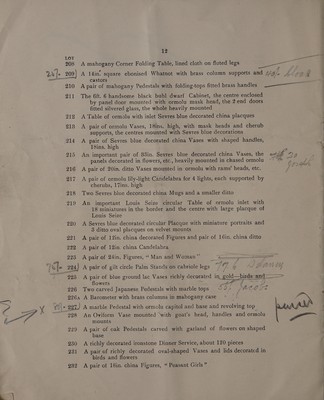 12
LOT
208 A mahogany Corner Folding Table, lined cloth on fluted legs
209 A 14in. square ebonized Whatnot with brass column supports and
castors
210 A pair of mahogany Pedestals with folding tops fitted brass handles
211 The 6ft. 6 handsome black buhl dwarf Cabinet, the centre enclosed
by panel door mounted with ormolu mask head, the 2 end doors
fitted silvered glass, the whole heavily mounted
212 A Table of ormolu with inlet Sevres blue decorated china placques
213 A pair of ormolu Vases, 16in. high, with mask heads and cherub
supports, the centres mounted with Sevres blue decorations
214 A pair of Sevres blue decorated china Vases with shaped handles,
19in. high
215 An important pair of Sevres blue decorated china Vases, the
panels decorated in flowers, etc., heavily mounted in chased ormolu
216 A pair of 20in. ditto Vases mounted in ormolu with rams' heads, etc.
217 A pair of ormolu lily-light Candelabra for 4 lights, each supported by
cherubs, 17in. high
218 Two Sevres blue decorated china Mugs and a smaller ditto
219 An important Louis Seize circular Table of ormolu inlet with
18 miniatures in the border and the centre with large placque of
Louis Seize
220 A Sevres blue decorated circular Placque with miniature portraits and
3 ditto oval placques on velvet mounts
221 A pair of 12in. china decorated Figures and pair of 16in. china ditto
222 A pair of 12in. china Candelabra
223 A pair of 24in. Figures, "Man and Woman"
224 A pair of gilt circle Palm Stands on cabriole legs
225 A pair of blue ground lac Vases richly decorated in gold birds and
flowers
226 Two carved Japanese Pedestals with marble tops
226A A Barometer with brass columns in mahogany case
227 A marble Pedestal with ormolu capital and base and revolving top
228 An Oviform Vase mounted with goat's head, handles and ormolu
mounts
229 A pair of oak Pedestals carved with garland of flowers on shaped
base
230 A richly decorated ironstone Dinner Service, about 120 pieces
231 A pair of richly decorated oval-shaped Vases and lids decorated in
birds and flowers
232 A pair of 16in. china Figures, "Peasant Girls"